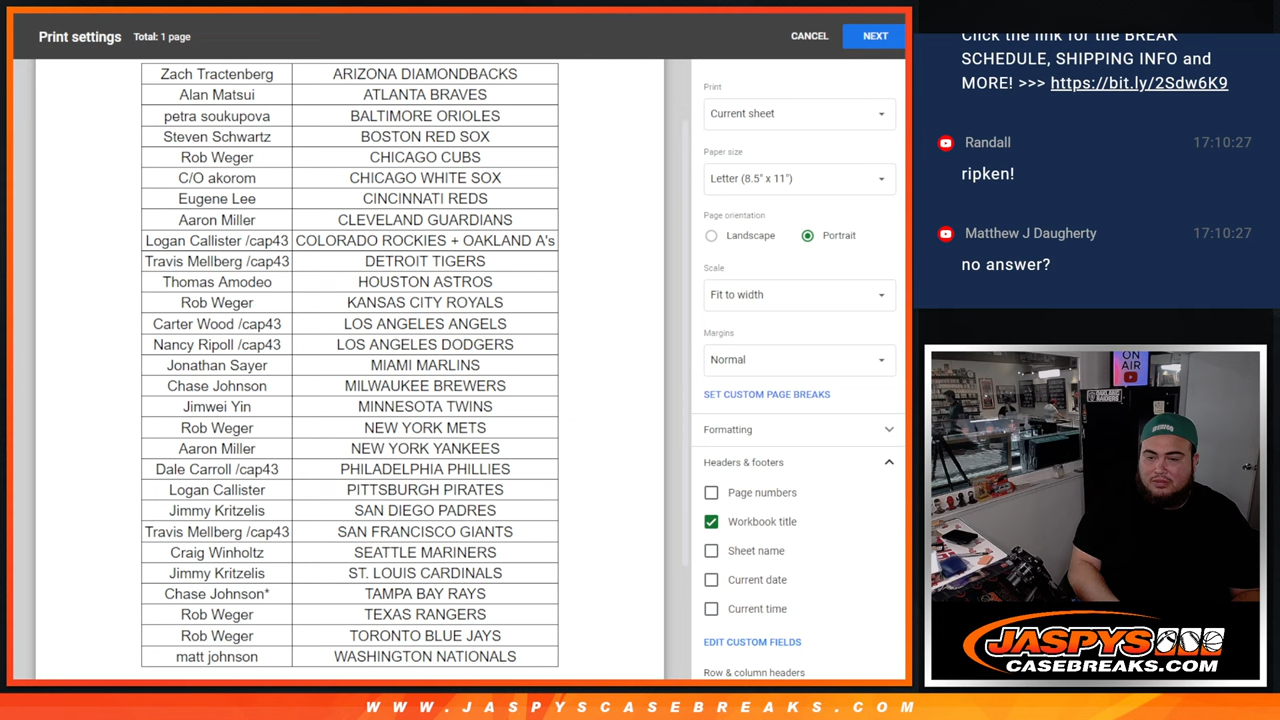 Print settings Total: 1 page CANCEL NEXT
Zach Tractenberg ARIZONA DIAMONDBACKS
Alan Matsui ATLANTA BRAVES
petra soukupova BALTIMORE ORIOLES
Steven Schwartz BOSTON RED SOX
Rob Weger CHICAGO CUBS
C/O akorom CHICAGO WHITE SOX
Eugene Lee CINCINNATI REDS
Aaron Miller CLEVELAND GUARDIANS
Logan Callister /cap43 COLORADO ROCKIES + OAKLAND A's
Travis Mellberg /cap43 DETROIT TIGERS
Thomas Amodeo HOUSTON ASTROS
Rob Weger KANSAS CITY ROYALS
Carter Wood /cap43 LOS ANGELES ANGELS
Nancy Ripoll /cap43 LOS ANGELES DODGERS
Jonathan Sayer MIAMI MARLINS
Chase Johnson MILWAUKEE BREWERS
Jimwei Yin MINNESOTA TWINS
Rob Weger NEW YORK METS
Aaron Miller NEW YORK YANKEES
Dale Carroll /cap43 PHILADELPHIA PHILLIES
Logan Callister PITTSBURGH PIRATES
Jimmy Kritzelis SAN DIEGO PADRES
Travis Mellberg /cap43 SAN FRANCISCO GIANTS
Craig Winholtz SEATTLE MARINERS
Jimmy Kritzelis ST. LOUIS CARDINALS
Chase Johnson* TAMPA BAY RAYS
Rob Weger TEXAS RANGERS
Rob Weger TORONTO BLUE JAYS
matt johnson WASHINGTON NATIONALS
Print
Current sheet
Paper size
Letter (8.5" x 11")
Page orientation
Landscape Portrait
Scale
Fit to width
Margins
Normal
SET CUSTOM PAGE BREAKS
Formatting
Headers & footers
Page numbers
Workbook title
Sheet name
Current date
Current time
EDIT CUSTOM FIELDS
Row & column headers
Click the link for the BREAK
SCHEDULE, SHIPPING INFO and
MORE! >>> https://bit.ly/2Sdw6K9
Randall 17:10:27
ripken!
Matthew J Daugherty 17:10:27
no answer?
ON
AIR
JASPYS
CASEBREAKS.COM
WWW.JASPYSCASEBREAKS.COM